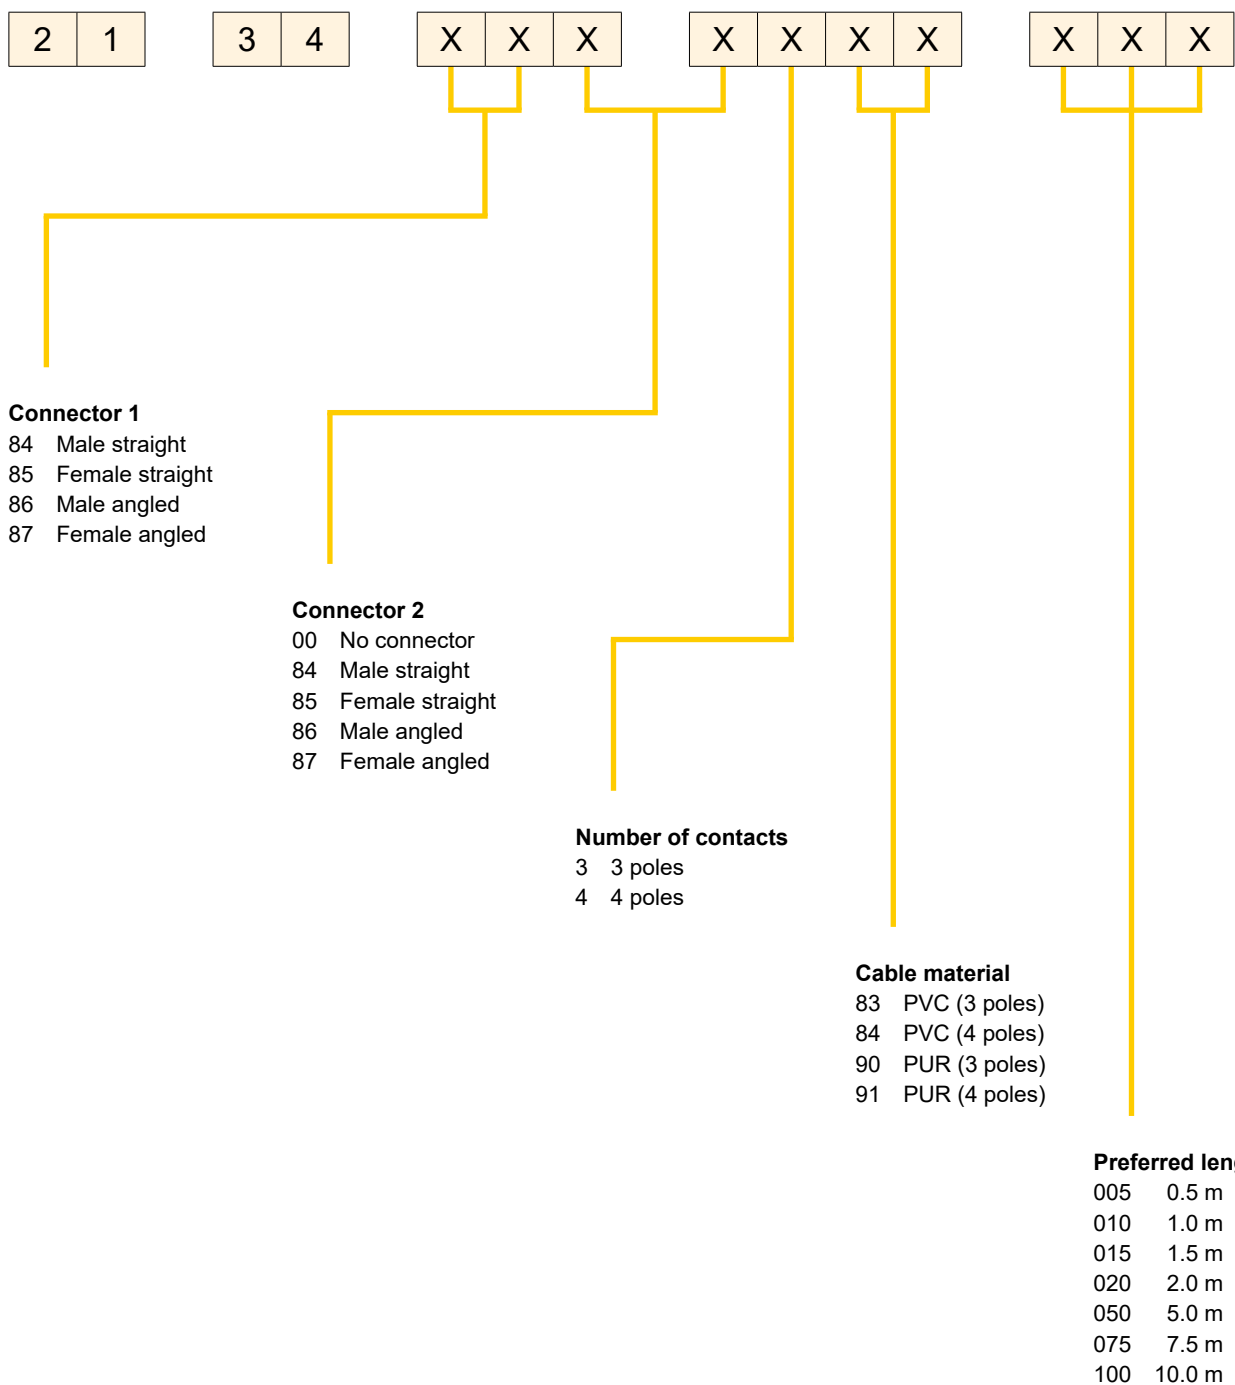 2 1 3 4 X X X X X X X X X X
Connector 1
84 Male straight
85 Female straight
86 Male angled
87 Female angled
Connector 2
00 No connector
84 Male straight
85 Female straight
86 Male angled
87 Female angled
Number of contacts
3 3 poles
4 4 poles
Cable material
83 PVC (3 poles)
84 PVC (4 poles)
90 PUR (3 poles)
91 PUR (4 poles)
Preferred
005 0.5 m
010 1.0 m
015 1.5 m
020 2.0 m
050 5.0 m
075 7.5 m
100 10.0 m